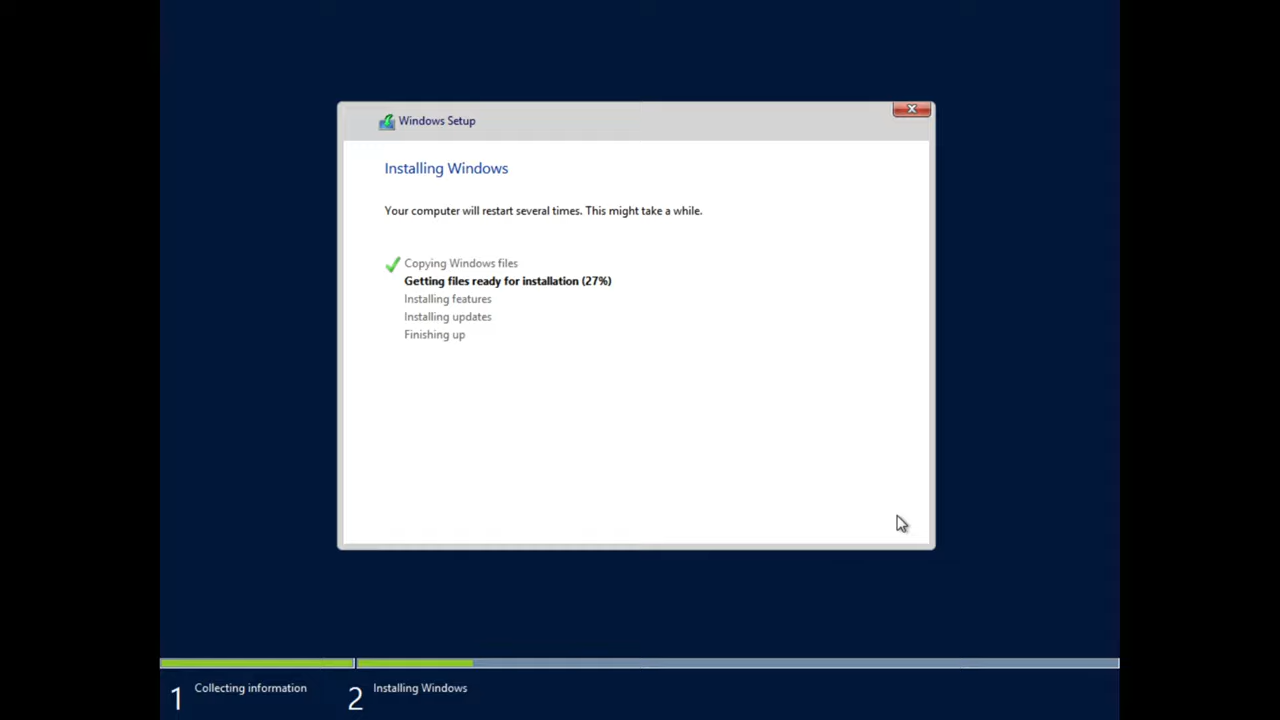 Windows Setup
Installing Windows
Your computer will restart several times. This might take a while.
Copying Windows files
Getting files ready for installation (27%)
Installing features
Installing updates
Finishing up
1 Collecting information
2 Installing Windows